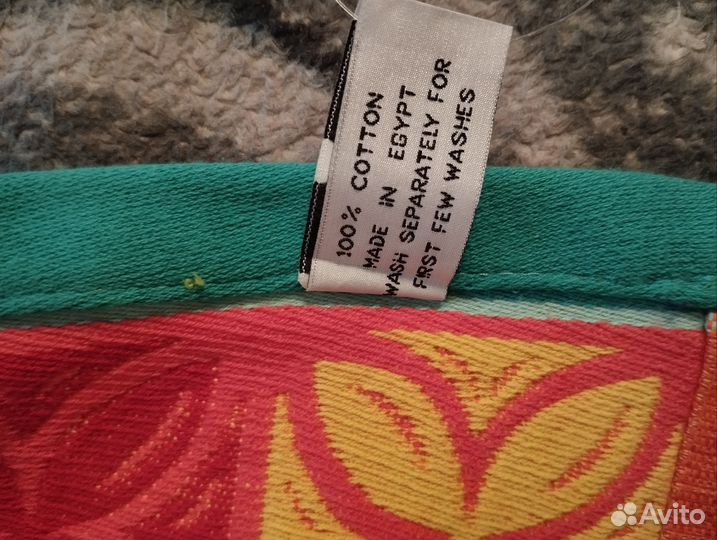 100% COTTON
MADE IN EGYPT
WASH SEPARATELY FOR
FIRST FEW WASHES
Avito